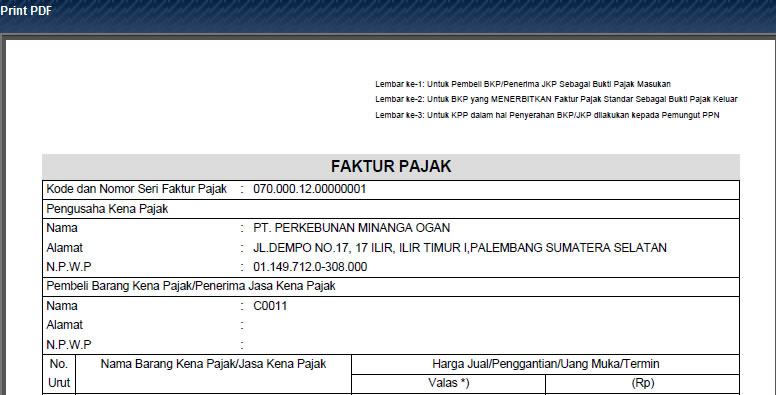 Print PDF
Lembar ke-1: Untuk Pembeli BKP/Penerima JKP Sebagai Bukti Pajak Masukan
Lembar ke-2: Untuk BKP yang MENERBITKAN Faktur Pajak Standar Sebagai Bukti Pajak Keluar
Lembar ke-3: Untuk KPP dalam hal Penyerahan BKP/JKP dilakukan kepada Pemungut PPN
FAKTUR PAJAK
Kode dan Nomor Seri Faktur Pajak : 070.000.12.00000001
Pengusaha Kena Pajak
Nama : PT. PERKEBUNAN MINANGA OGAN
Alamat : JL.DEMPO NO.17, 17 ILIR, ILIR TIMUR I,PALEMBANG SUMATERA SELATAN
N.P.W.P : 01.149.712.0-308.000
Pembeli Barang Kena Pajak/Penerima Jasa Kena Pajak
Nama : C0011
Alamat :
N.P.W.P :
No. Nama Barang Kena Pajak/Jasa Kena Pajak Harga Jual/Penggantian/Uang Muka/Termin
Urut Valas *) (Rp)